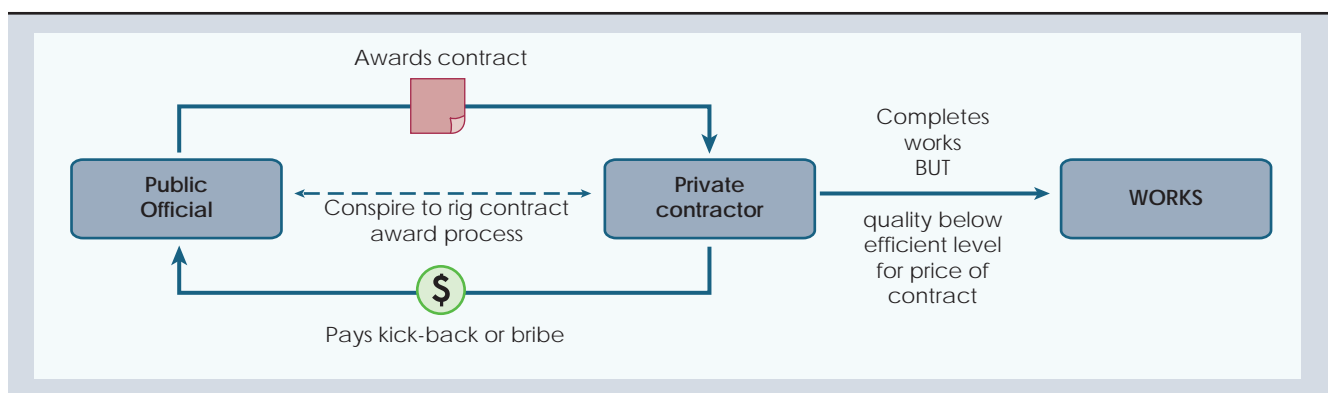 Awards contract
Public
Official
Conspire to rig contract
award process
Private
contractor
Completes
works
BUT
quality below
efficient level
for price of
contract
WORKS
$
Pays kick-back or bribe